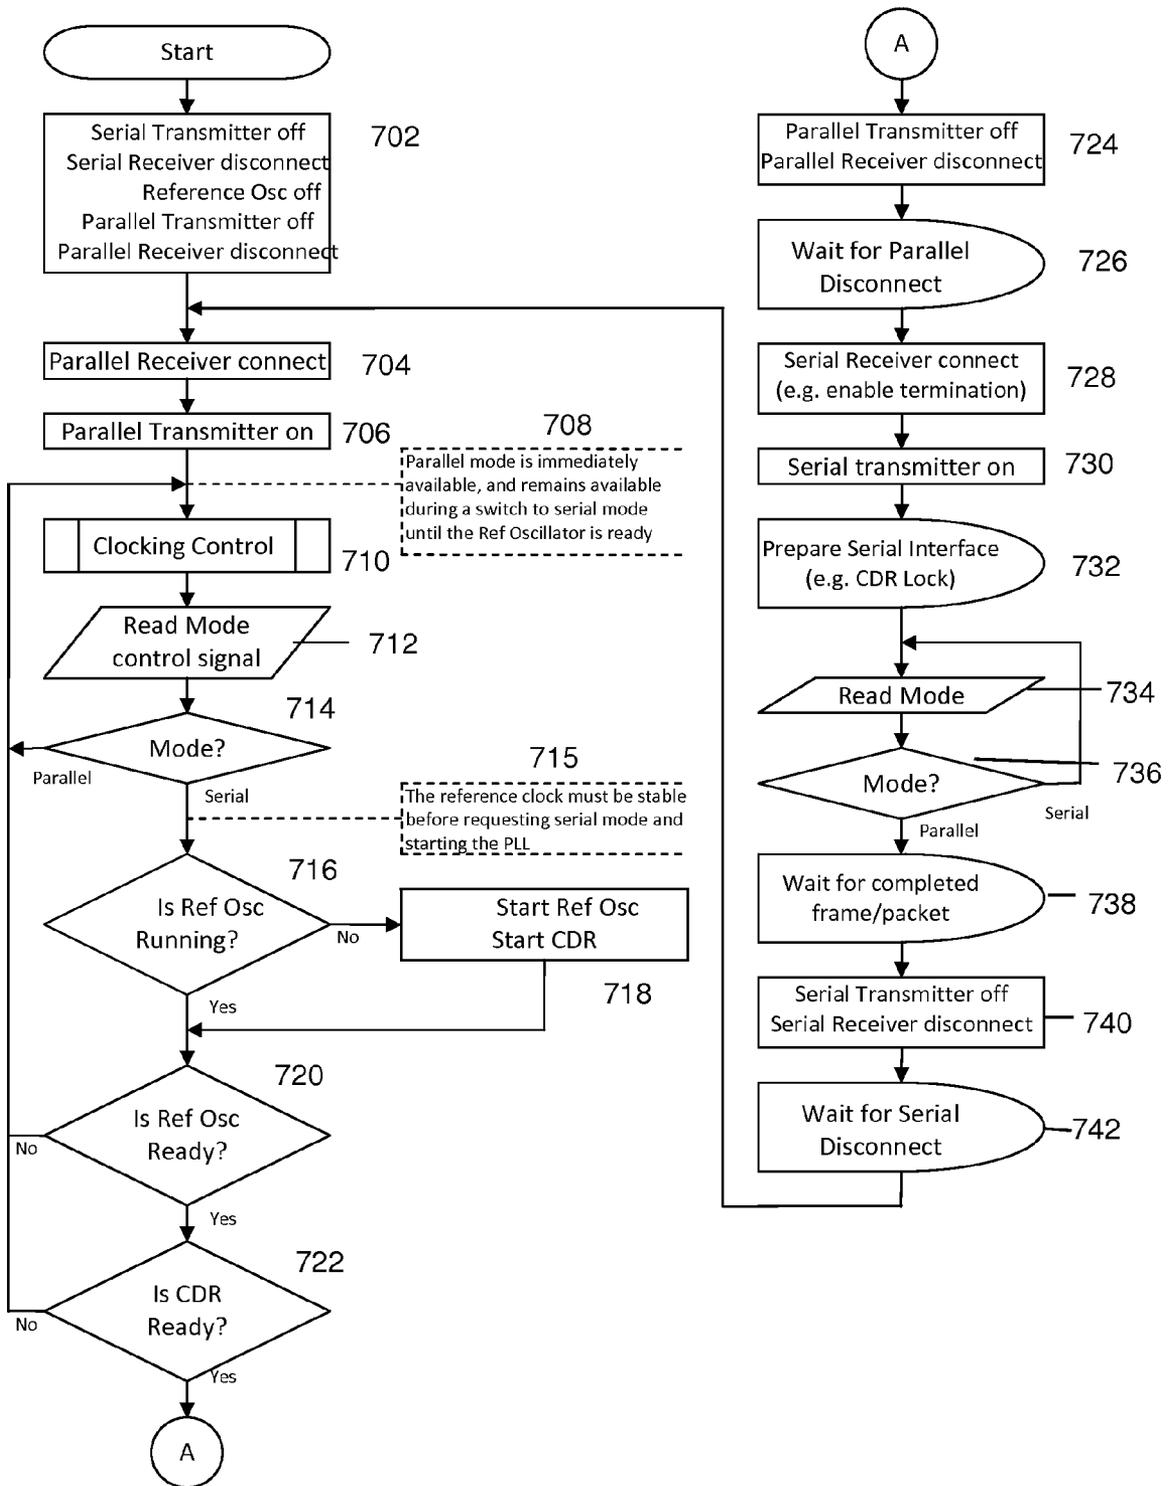 Start
Serial Transmitter off
Serial Receiver disconnect
Reference Osc off
Parallel Transmitter off
Parallel Receiver disconnect
702
Parallel Receiver connect
704
Parallel Transmitter on
706
708
Parallel mode is immediately
available, and remains available
during a switch to serial mode
until the Ref Oscillator is ready
Clocking Control
710
Read Mode
control signal
712
714
Mode?
Parallel
Serial
715
The reference clock must be stable
before requesting serial mode and
starting the PLL
716
Is Ref Osc
Running?
No
Yes
Start Ref Osc
Start CDR
718
720
Is Ref Osc
Ready?
No
Yes
722
Is CDR
Ready?
No
Yes
A
A
Parallel Transmitter off
Parallel Receiver disconnect
724
Wait for Parallel
Disconnect
726
Serial Receiver connect
(e.g. enable termination)
728
Serial transmitter on
730
Prepare Serial Interface
(e.g. CDR Lock)
732
Read Mode
734
Mode?
736
Serial
Parallel
Wait for completed
frame/packet
738
Serial Transmitter off
Serial Receiver disconnect
740
Wait for Serial
Disconnect
742